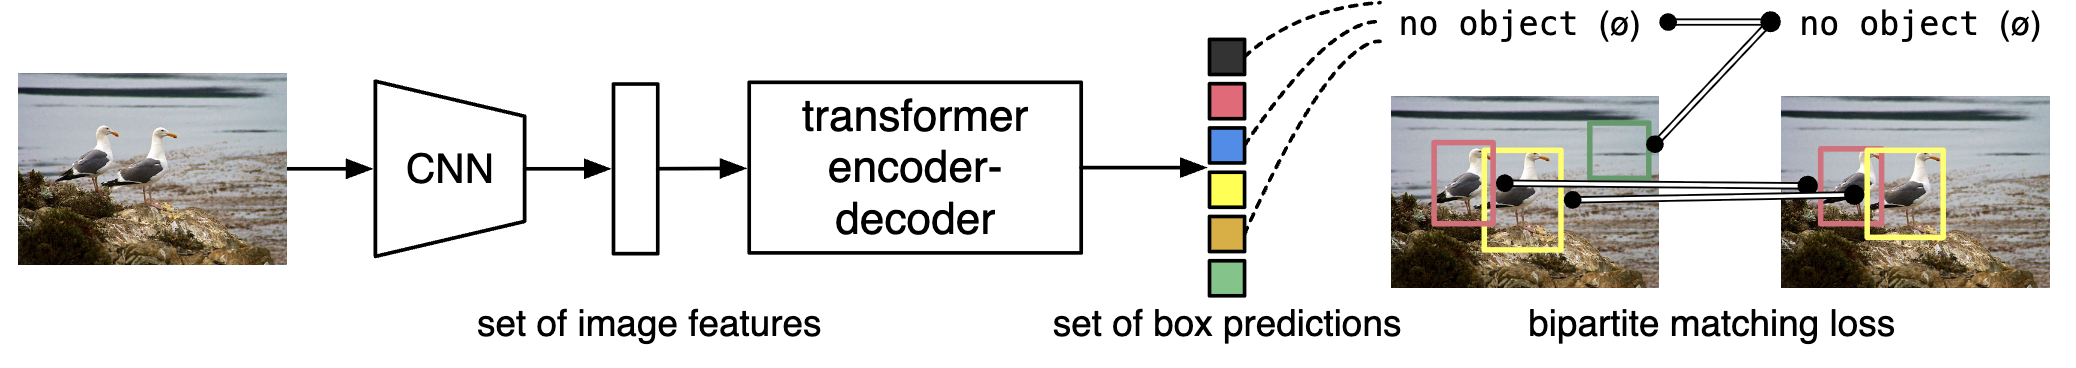 no object (ø)
no object (ø)
CNN
transformer
encoder-
decoder
set of image features
set of box predictions
bipartite matching loss